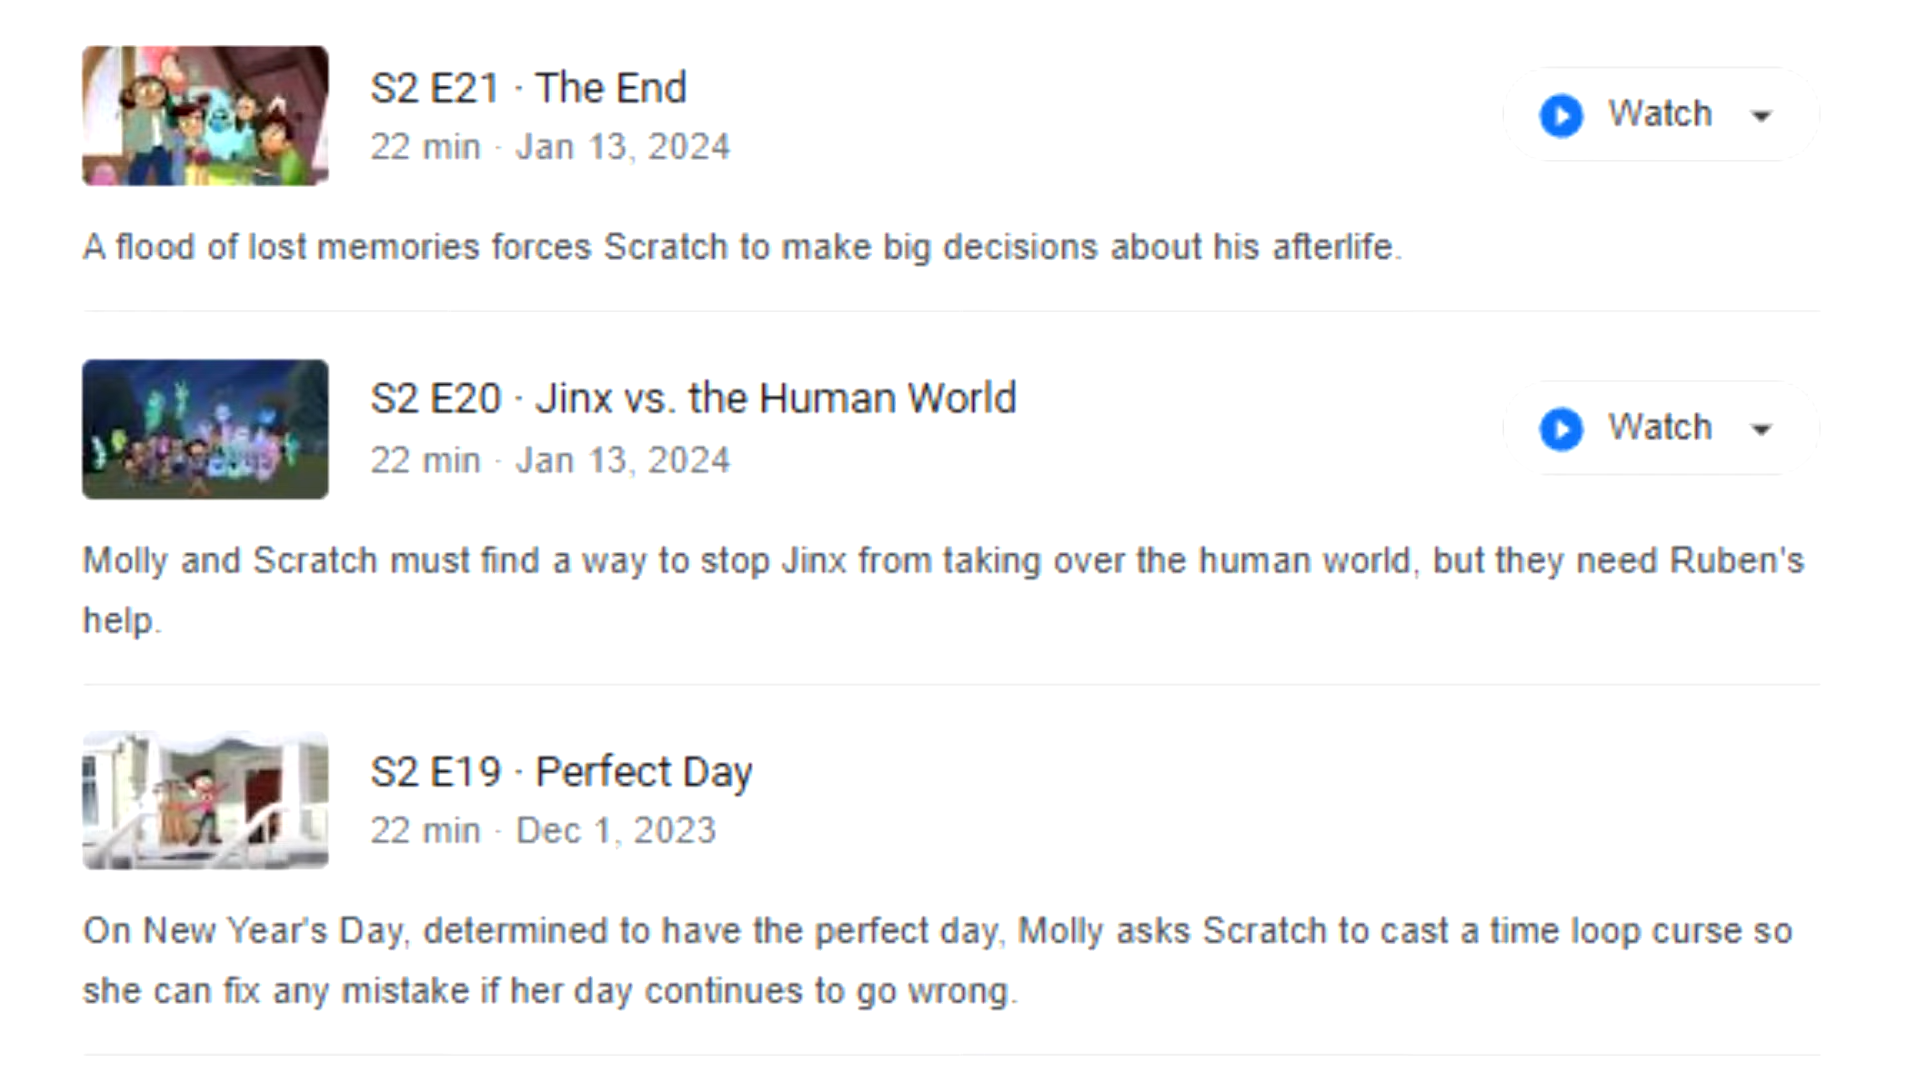 S2 E21 · The End
22 min · Jan 13, 2024
Watch
A flood of lost memories forces Scratch to make big decisions about his afterlife.
S2 E20 · Jinx vs. the Human World
22 min · Jan 13, 2024
Watch
Molly and Scratch must find a way to stop Jinx from taking over the human world, but they need Ruben's
help.
S2 E19 · Perfect Day
22 min · Dec 1, 2023
On New Year's Day, determined to have the perfect day, Molly asks Scratch to cast a time loop curse so
she can fix any mistake if her day continues to go wrong.